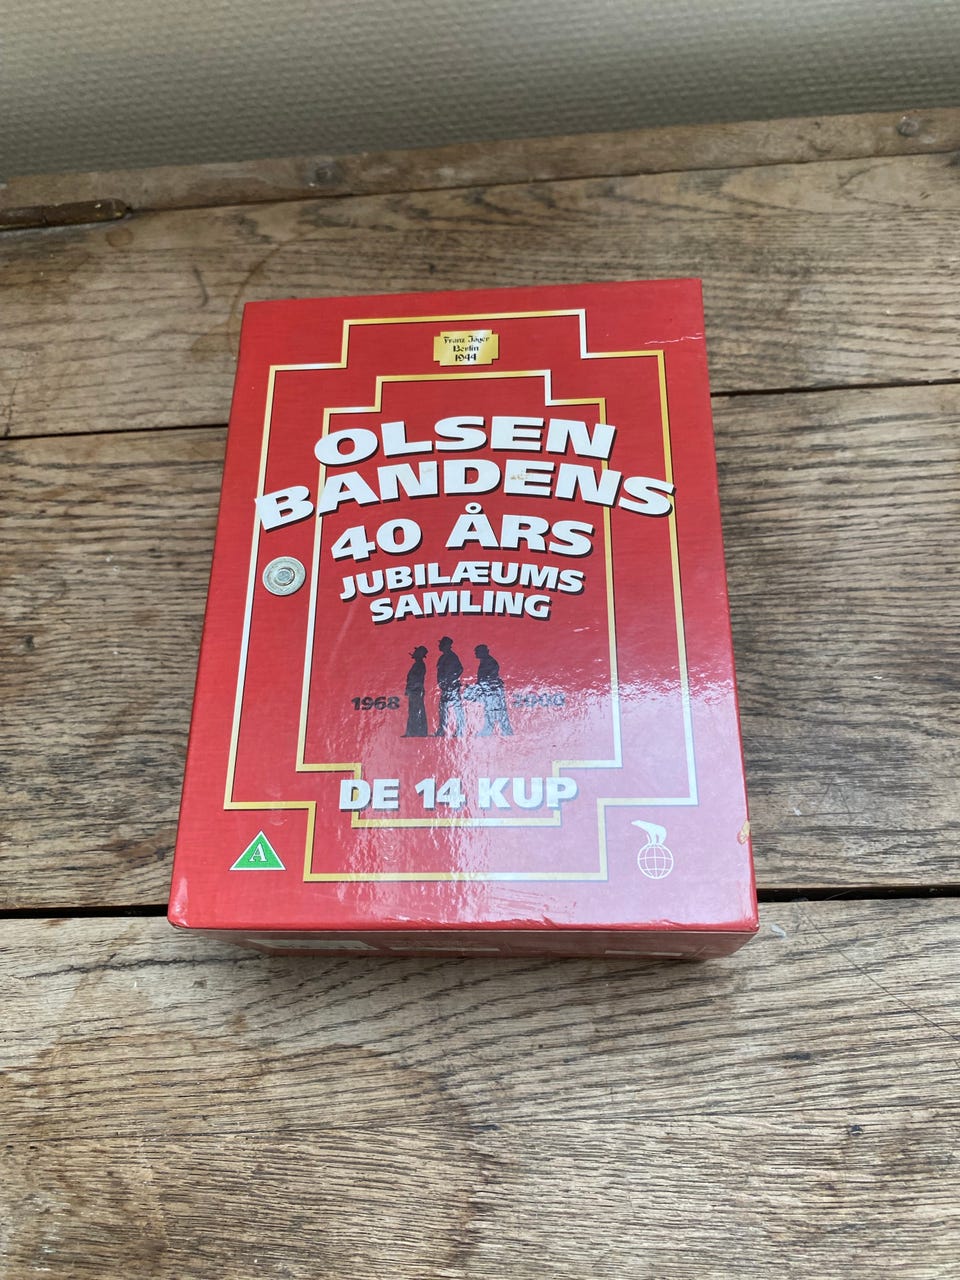 Franz Jäger
Berlin
1944
OLSEN
BANDENS
40 ÅRS
JUBILÆUMS
SAMLING
1968
DE 14 KUP
A